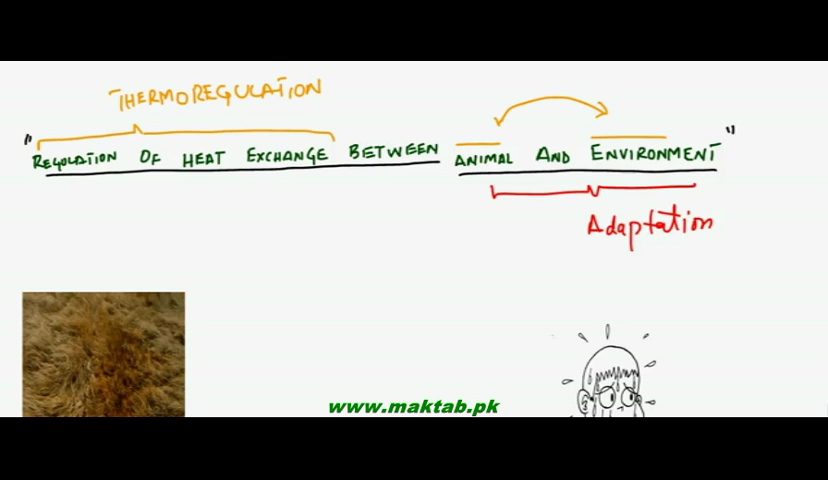 THERMOREGULATION
"REGULATION OF HEAT EXCHANGE BETWEEN ANIMAL AND ENVIRONMENT"
Adaptation
www.maktab.pk